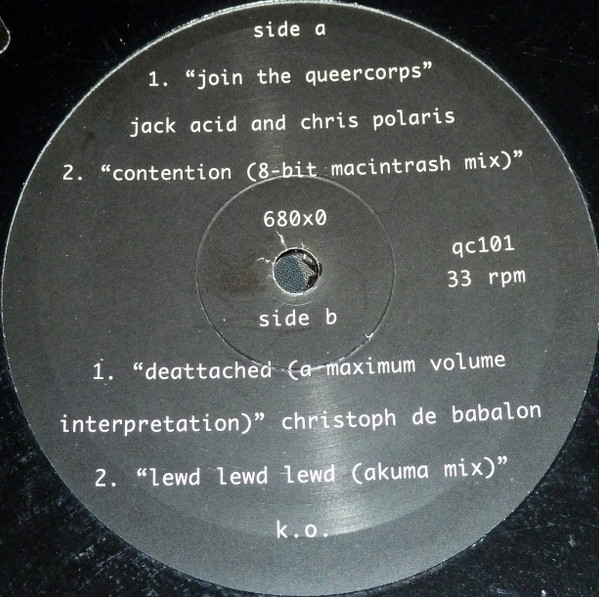 side a
1. “join the queercorps”
jack acid and chris polaris
2. “contention (8-bit macintrash mix)”
680x0
qc101
33 rpm
side b
1. “deattached (a maximum volume
interpretation)” christoph de babalon
2. “lewd lewd lewd (akuma mix)”
k.o.